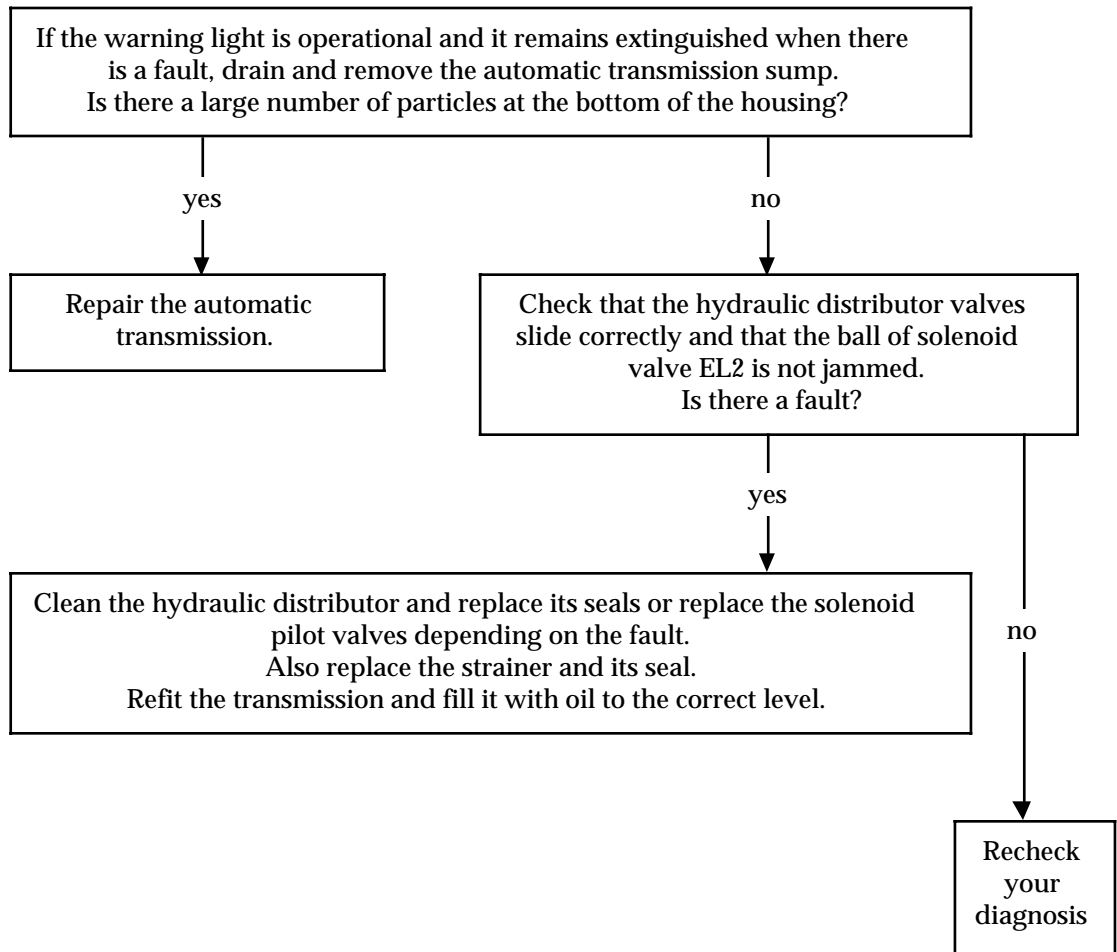 If the warning light is operational and it remains extinguished when there
is a fault, drain and remove the automatic transmission sump.
Is there a large number of particles at the bottom of the housing?
yes
no
Repair the automatic
transmission.
Check that the hydraulic distributor valves
slide correctly and that the ball of solenoid
valve EL2 is not jammed.
Is there a fault?
yes
no
Clean the hydraulic distributor and replace its seals or replace the solenoid
pilot valves depending on the fault.
Also replace the strainer and its seal.
Refit the transmission and fill it with oil to the correct level.
Recheck
your
diagnosis